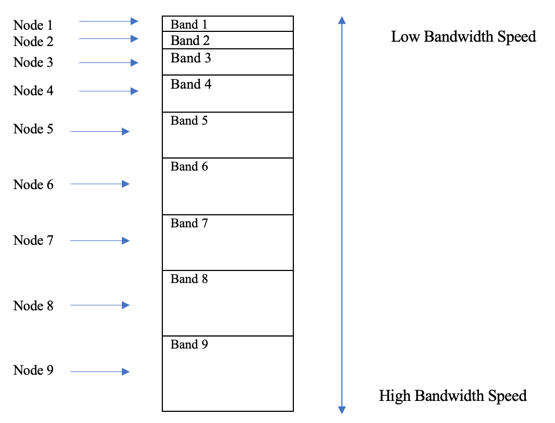 Node 1
Band 1
Low Bandwidth Speed
Node 2
Band 2
Node 3
Band 3
Node 4
Band 4
Node 5
Band 5
Node 6
Band 6
Node 7
Band 7
Node 8
Band 8
Node 9
Band 9
High Bandwidth Speed